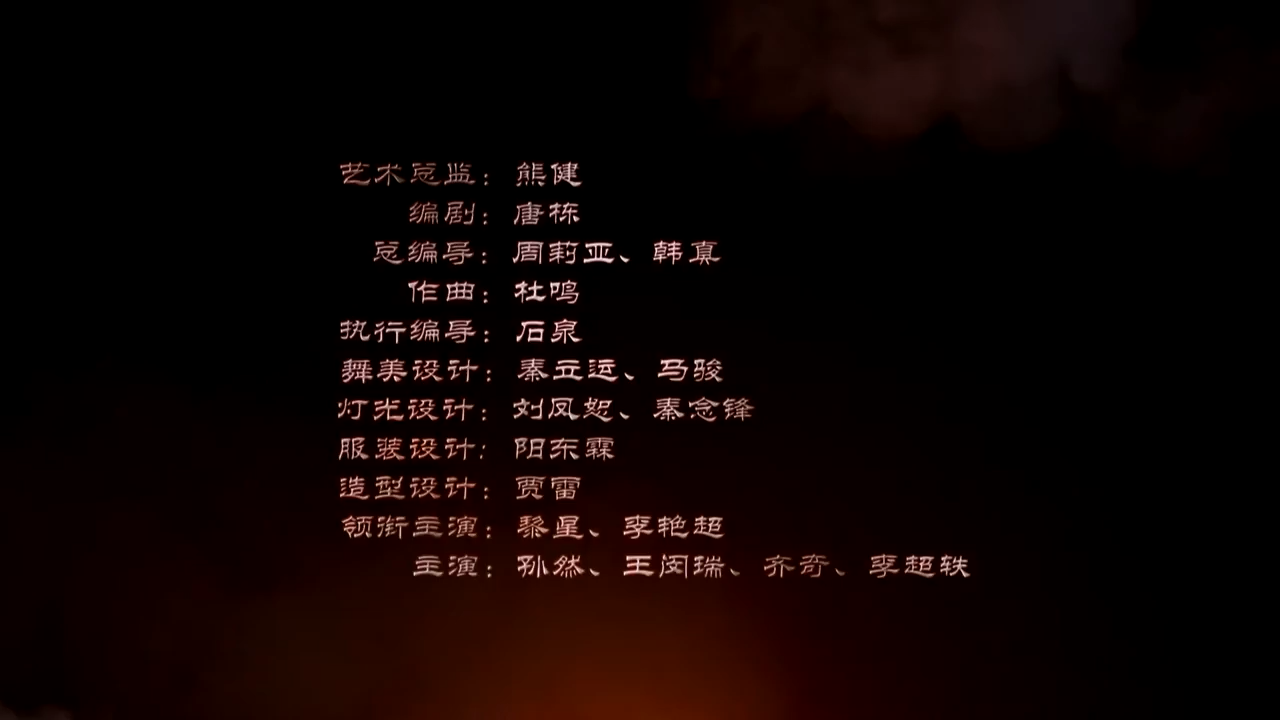 艺术总监：熊健
编剧：唐栋
总编导：周莉亚、韩真
作曲：杜鸣
执行编导：石泉
舞美设计：秦立运、马骏
灯光设计：刘凤恕、秦念锋
服装设计：阳东霖
造型设计：贾雷
领衔主演：黎星、李艳超
主演：孙然、王闵瑞、齐奇、李超轶